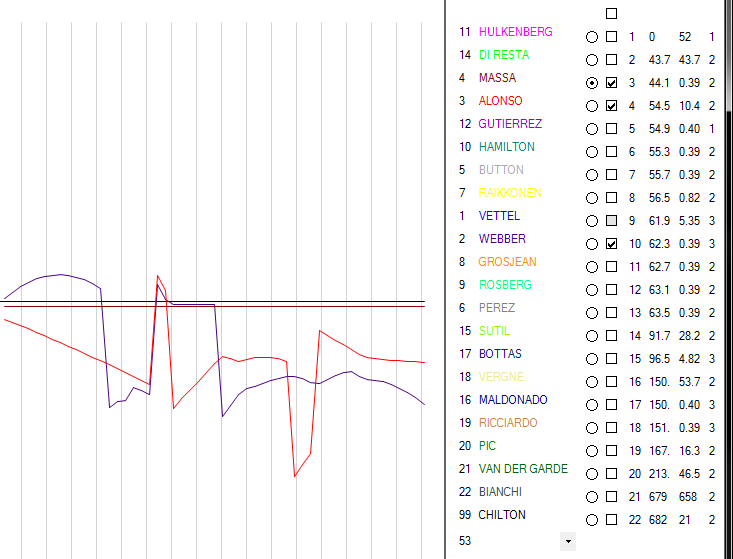 11 HULKENBERG
14 DI RESTA 1 0 52 1
4 MASSA 2 43.7 43.7 2
3 ALONSO 3 44.1 0.39 2
12 GUTIERREZ 4 54.5 10.4 2
10 HAMILTON 5 54.9 0.40 1
5 BUTTON 6 55.3 0.39 2
7 RAIKKONEN 7 55.7 0.39 2
1 VETTEL 8 56.5 0.82 2
2 WEBBER 9 61.9 5.35 3
8 GROSJEAN 10 62.3 0.39 3
9 ROSBERG 11 62.7 0.39 2
6 PEREZ 12 63.1 0.39 2
15 SUTIL 13 63.5 0.39 2
17 BOTTAS 14 91.7 28.2 2
18 VERGNE 15 96.5 4.82 3
16 MALDONADO 16 150. 53.7 2
19 RICCIARDO 17 150. 0.40 3
20 PIC 18 151. 0.39 3
21 VAN DER GARDE 19 167. 16.3 2
22 BIANCHI 20 213. 46.5 2
99 CHILTON 21 679 658 2
53 22 682 21 2